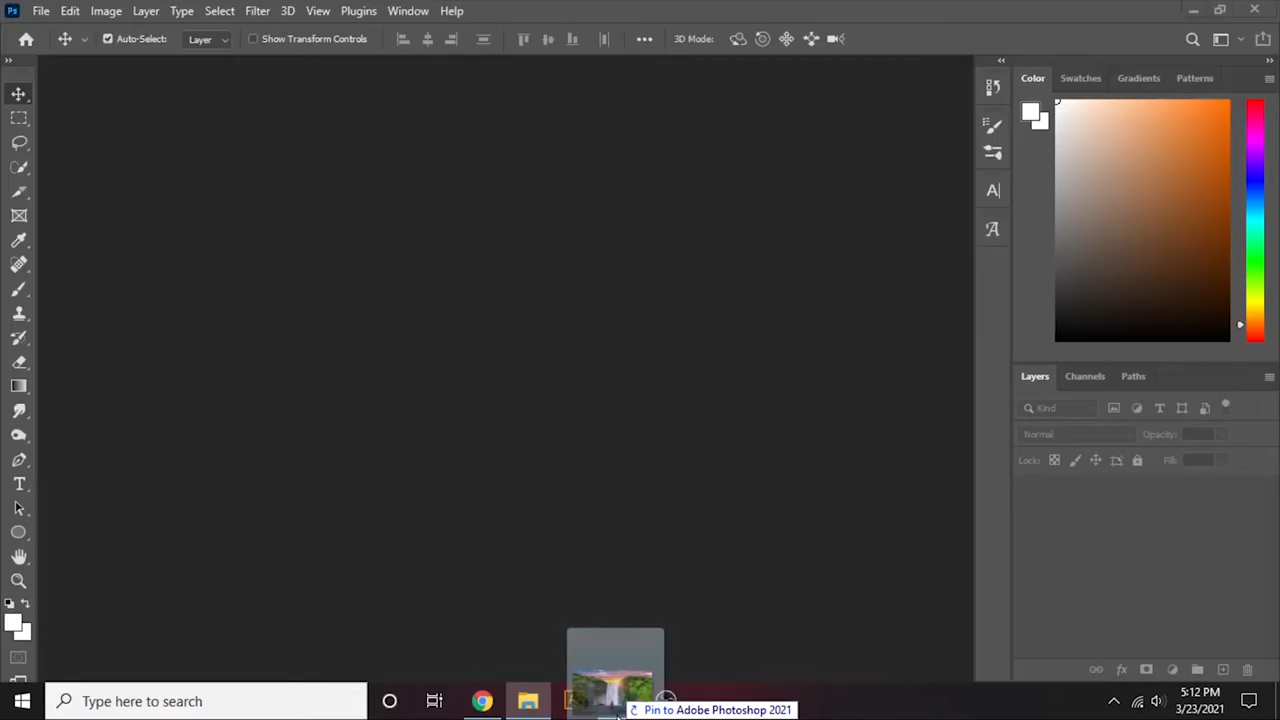 Ps File Edit Image Layer Type Select Filter 3D View Plugins Window Help
Auto-Select: Layer Show Transform Controls 3D Mode:
Color Swatches Gradients Patterns
A|
A
T
Layers Channels Paths
Kind T
Normal Opacity:
Lock: Fill:
Type here to search
Pin to Adobe Photoshop 2021
5:12 PM
3/23/2021